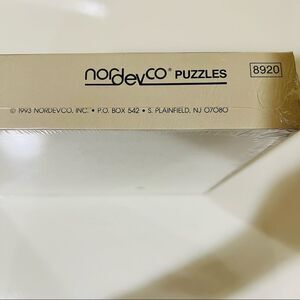 nordevco® PUZZLES 8920
© 1993 NORDEVCO, INC. • P.O. BOX 542 • S. PLAINFIELD, NJ 07080